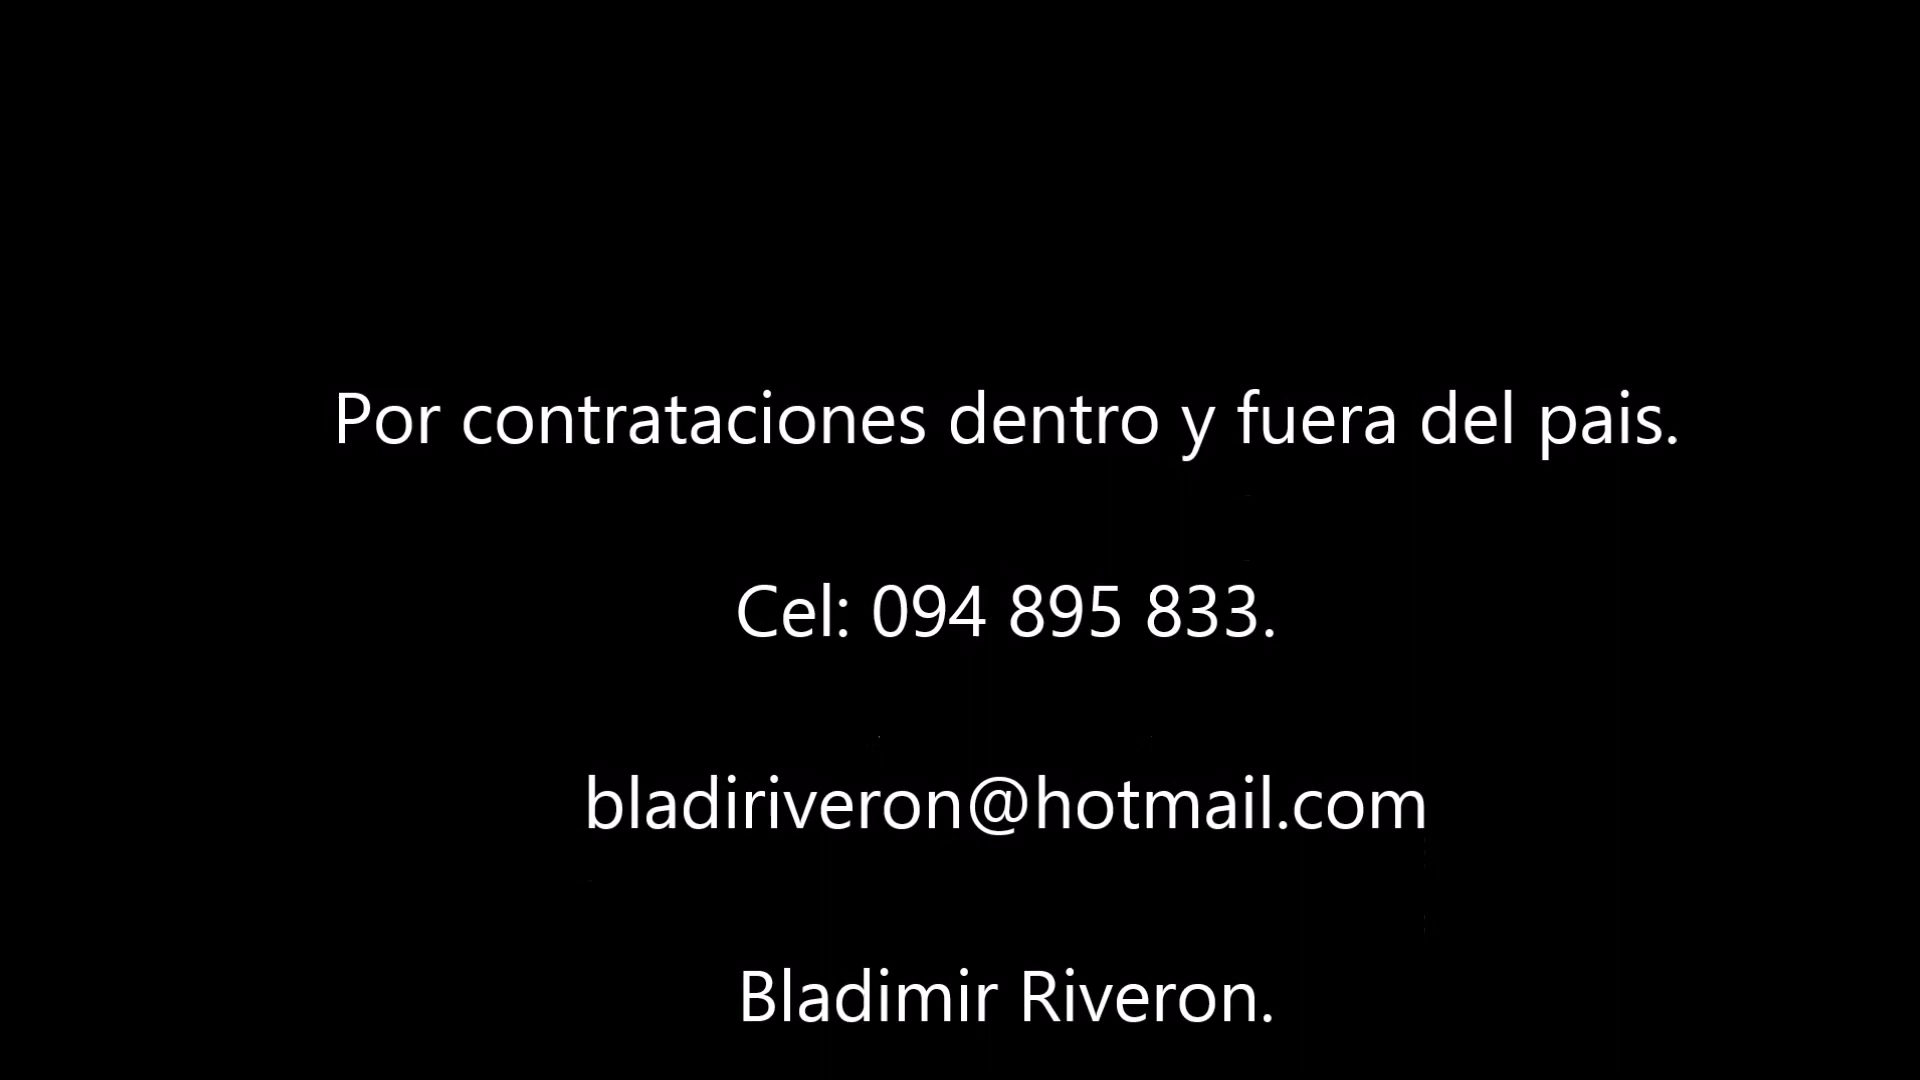 Por contrataciones dentro y fuera del pais.
Cel: 094 895 833.
bladiriveron@hotmail.com
Bladimir Riveron.